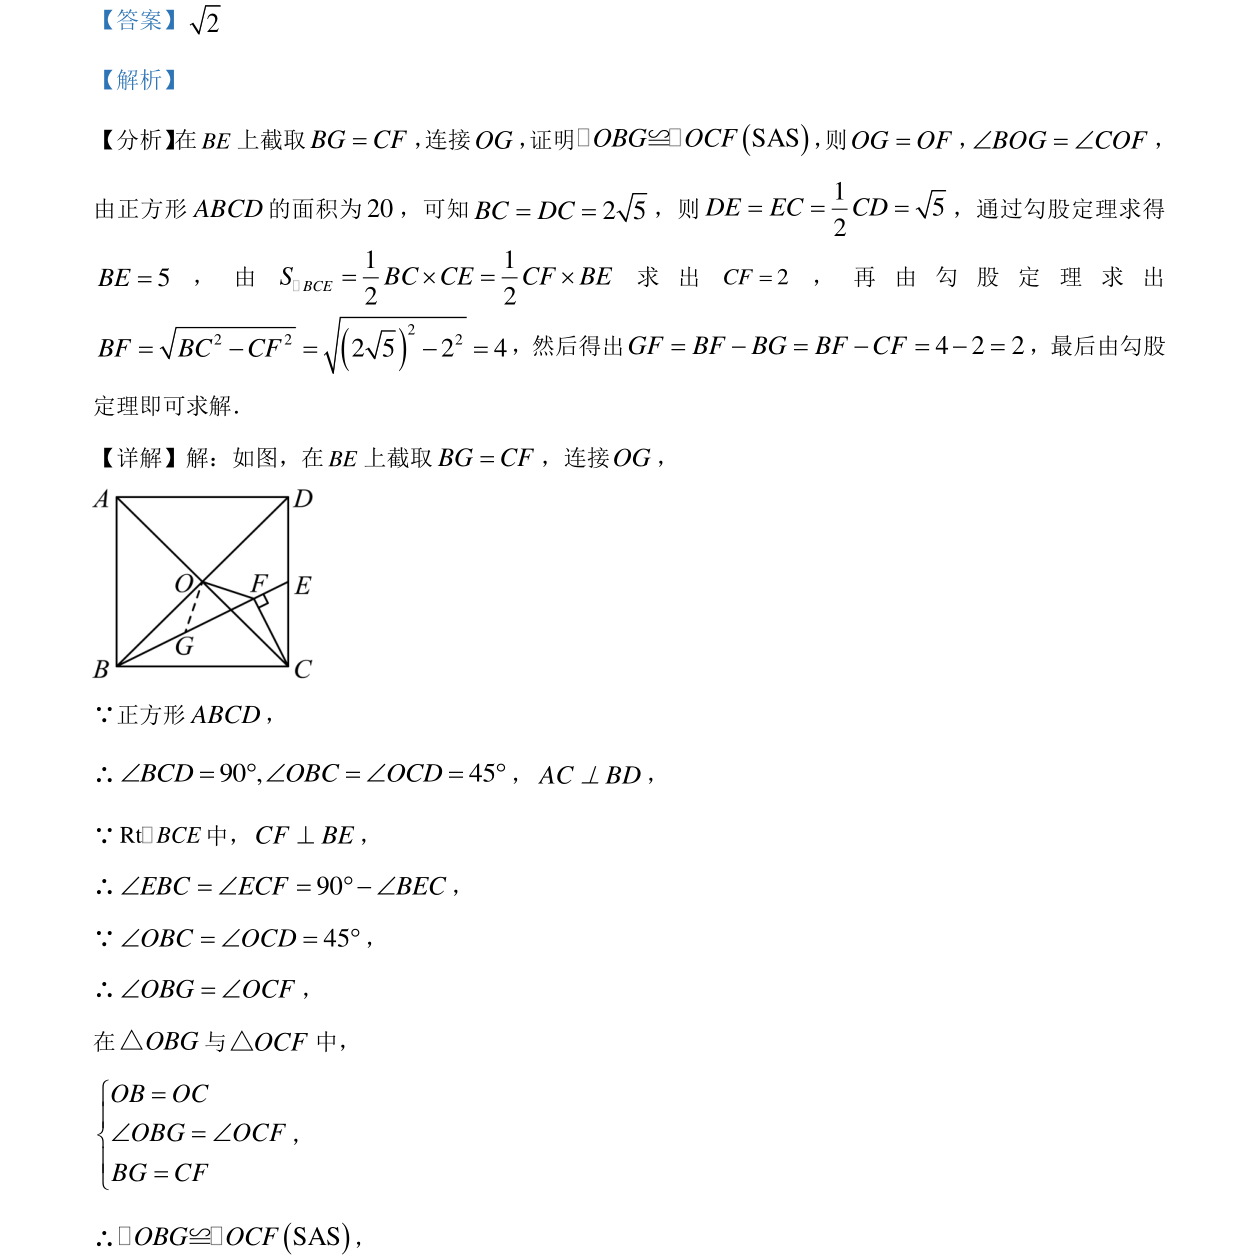 【答案】√2
【解析】
【分析】在 BE 上截取 BG = CF ,连接 OG ,证明□OBG≌□OCF (SAS) ,则 OG = OF , ∠BOG = ∠COF ,
由正方形 ABCD 的面积为 20 ，可知 BC = DC = 2√5 ，则 DE = EC = 1/2 CD = √5 ，通过勾股定理求得
BE = 5 ， 由 S□BCE = 1/2 BC × CE = 1/2 CF × BE 求 出 CF = 2 ， 再 由 勾 股 定 理 求 出
BF = √(BC² − CF²) = √((2√5)² − 2²) = 4 ，然后得出 GF = BF − BG = BF − CF = 4 − 2 = 2 ，最后由勾股
定理即可求解．
【详解】解：如图，在 BE 上截取 BG = CF ，连接 OG ，
A D
O F E
G
B C
∵正方形 ABCD ，
∴ ∠BCD = 90°, ∠OBC = ∠OCD = 45° ， AC ⊥ BD ，
∵ Rt□BCE 中， CF ⊥ BE ，
∴ ∠EBC = ∠ECF = 90° − ∠BEC ，
∵ ∠OBC = ∠OCD = 45° ，
∴ ∠OBG = ∠OCF ，
在 △OBG 与 △OCF 中，
{ OB = OC
∠OBG = ∠OCF ，
BG = CF
∴ □OBG≌□OCF (SAS) ，